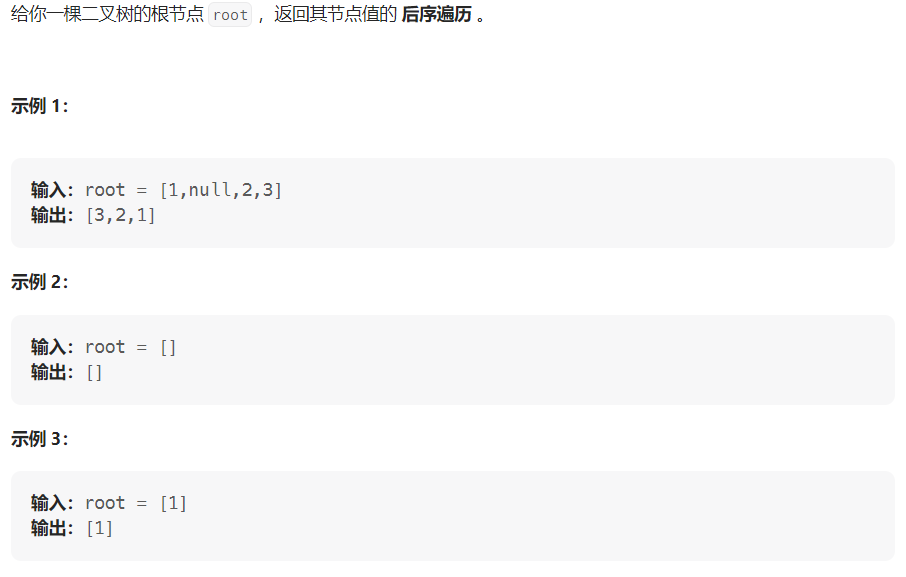 给你一棵二叉树的根节点 root ，返回其节点值的 后序遍历 。
示例 1：
输入：root = [1,null,2,3]
输出：[3,2,1]
示例 2：
输入：root = []
输出：[]
示例 3：
输入：root = [1]
输出：[1]